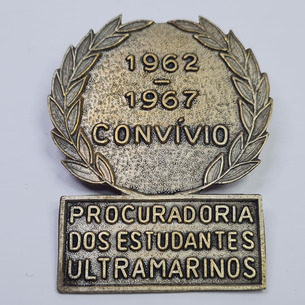 1962
–
1967
CONVÍVIO
PROCURADORIA
DOS ESTUDANTES
ULTRAMARINOS